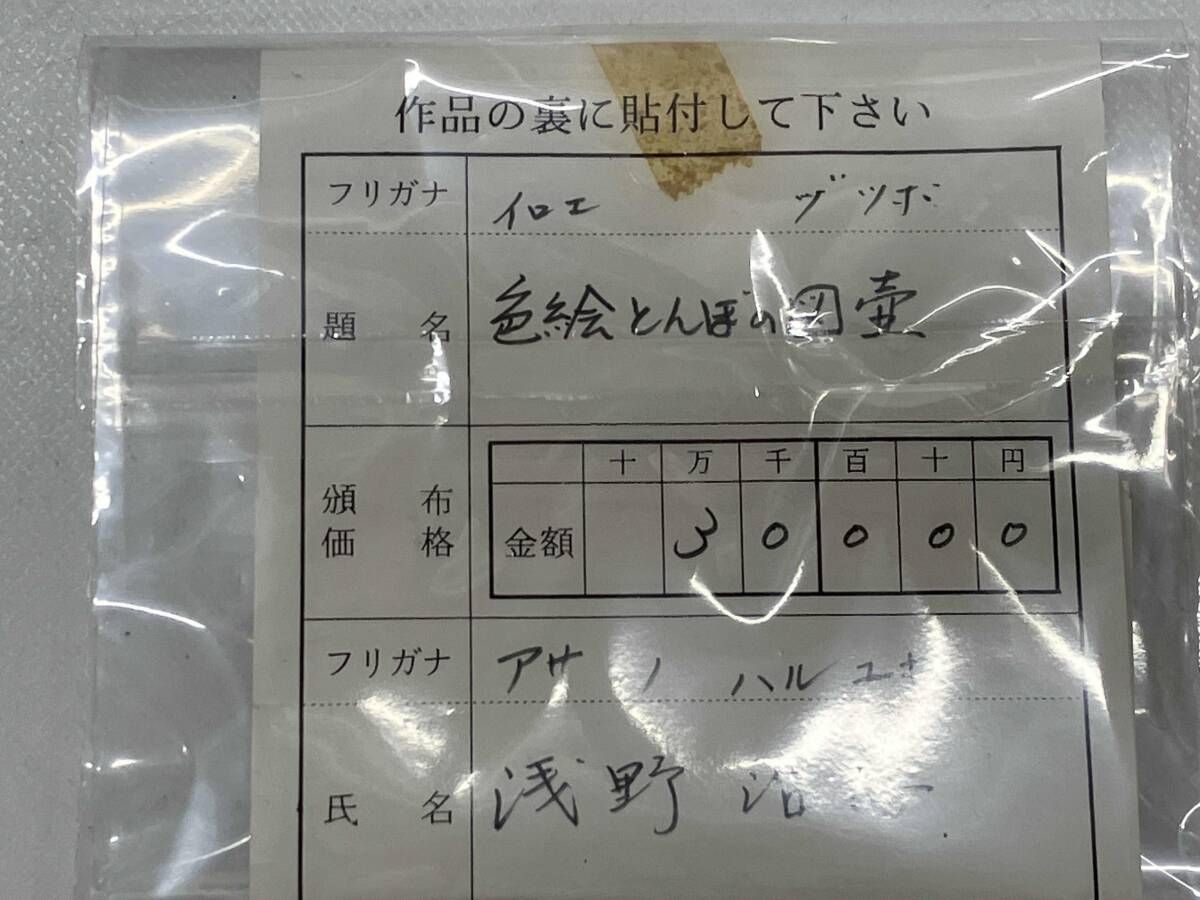 作品の裏に貼付して下さい
フリガナ イロエ ヅツボ
題名 色絵とんぼの図壷
十 万 千 百 十 円
頒布価格 金額 3 0 0 0 0
フリガナ アサノ ハル
氏名 浅野